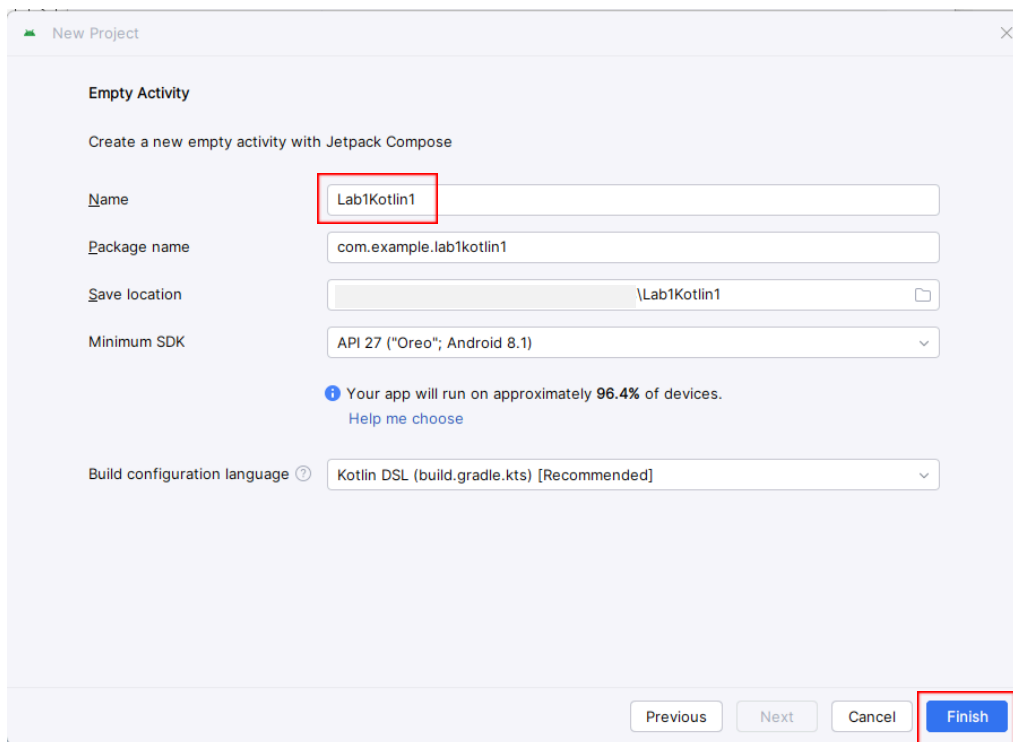 New Project
Empty Activity
Create a new empty activity with Jetpack Compose
Name Lab1Kotlin1
Package name com.example.lab1kotlin1
Save location \Lab1Kotlin1
Minimum SDK API 27 ("Oreo"; Android 8.1)
Your app will run on approximately 96.4% of devices.
Help me choose
Build configuration language Kotlin DSL (build.gradle.kts) [Recommended]
Previous Next Cancel Finish